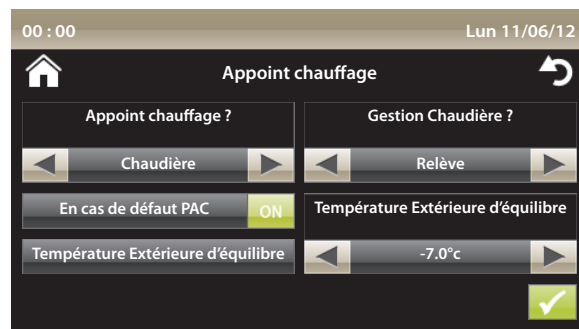 00 : 00
Lun 11/06/12
Appoint chauffage
Appoint chauffage ?
Gestion Chaudière ?
Chaudière
Relève
En cas de défaut PAC
ON
Température Extérieure d'équilibre
Température Extérieure d'équilibre
-7.0°c